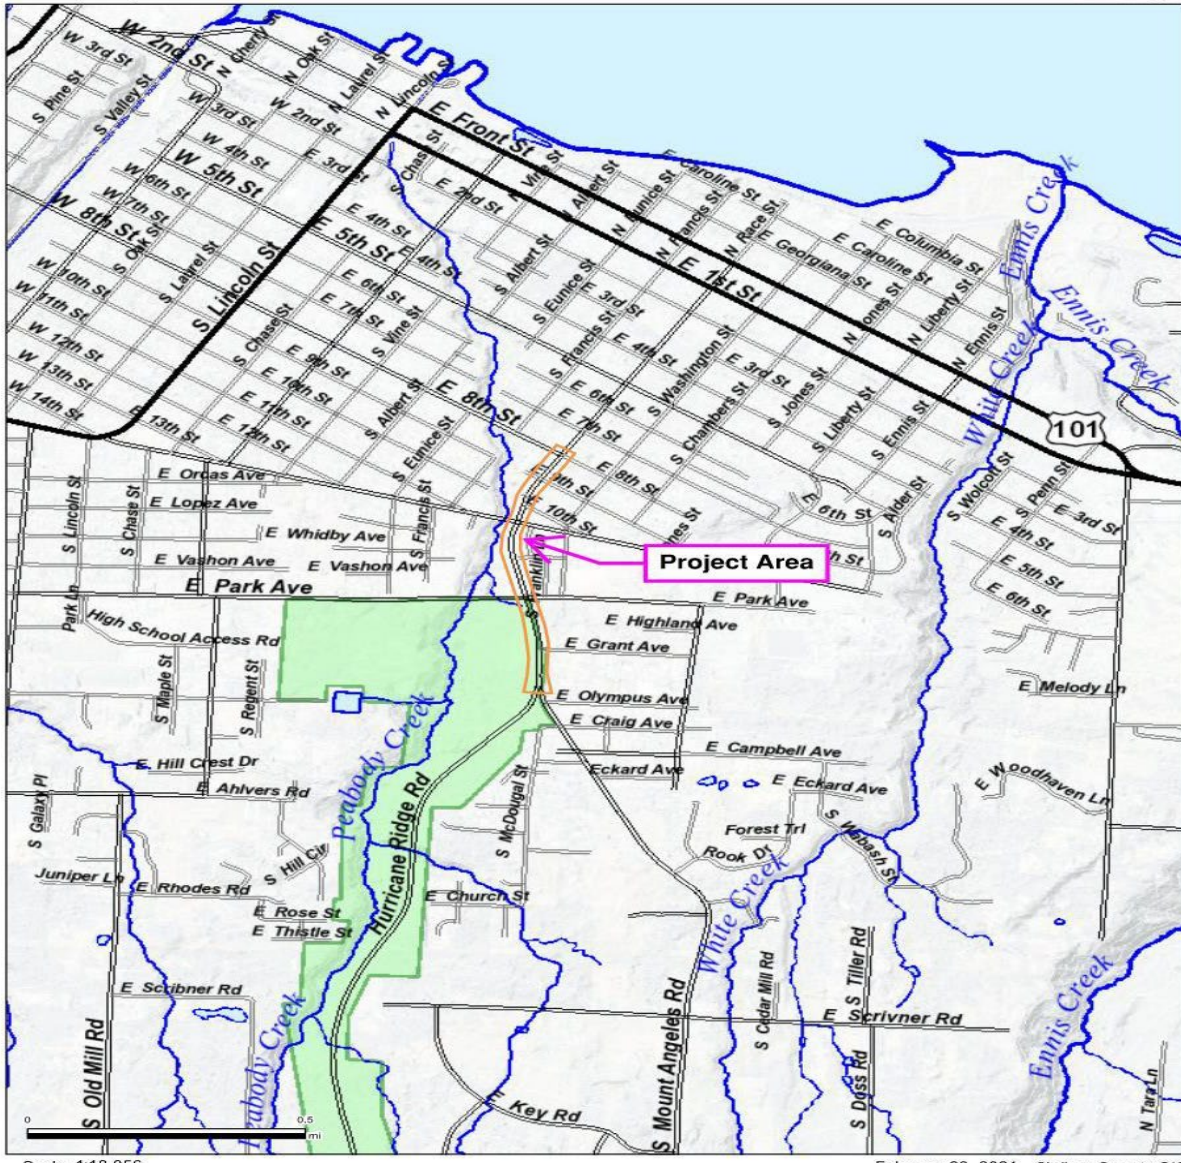 W 2nd St
W 3rd St
N Cherry St
N Oak St
N Laurel St
N Lincoln St
S Pine St
S Valley St
W 3rd St
W 2nd St
E Front St
W 4th St
E 3rd St
W 5th St
W 6th St
W 7th St
W 8th St
S Oak St
S Laurel St
S Lincoln St
W 10th St
W 11th St
W 12th St
W 13th St
W 14th St
E 2nd St
E 4th St
E 5th St
E 4th St
E 6th St
E 7th St
S Vine St
S Chase St
E 9th St
E 10th St
E 11th St
E 12th St
E 13th St
S Albert St
S Eunice St
E 8th St
N Albert St
S Albert St
N Eunice St
S Eunice St
N Francis St
S Francis St
E Caroline St
N Race St
E Georgiana St
E Caroline St
E Columbia St
E 1st St
E 3rd St
E 4th St
E 6th St
E 7th St
E 8th St
E 10th St
S Washington St
S Chambers St
E 3rd St
N Jones St
S Jones St
N Liberty St
S Liberty St
N Ennis St
S Ennis St
E 6th St
S Alder St
S Wolcott St
S Penn St
E 3rd St
E 4th St
E 5th St
E 6th St
101
Ennis Creek
Ennis Creek
White Creek
E Orcas Ave
E Lopez Ave
S Lincoln St
S Chase St
E Whidby Ave
S Francis St
E Vashon Ave
E Vashon Ave
E Park Ave
Project Area
E Park Ave
Park Ln
High School Access Rd
E Highland Ave
E Grant Ave
S Maple St
S Regent St
E Olympus Ave
E Craig Ave
E Melody Ln
Peabody Creek
E Hill Crest Dr
E Campbell Ave
Eckard Ave
E Eckard Ave
E Woodhaven Ln
S Galaxy Pl
E Ahlvers Rd
Hurricane Ridge Rd
S McDougal St
Forest Trl
Rook Dr
S Wabash St
Juniper Ln
E Rhodes Rd
S Hill Cir
E Church St
White Creek
E Rose St
E Thistle St
E Scribner Rd
S Old Mill Rd
Peabody Creek
E Key Rd
S Mount Angeles Rd
S Cedar Mill Rd
S Tiller Rd
E Scrivner Rd
S Doss Rd
Ennis Creek
N Tara Ln
0 0.5
mi